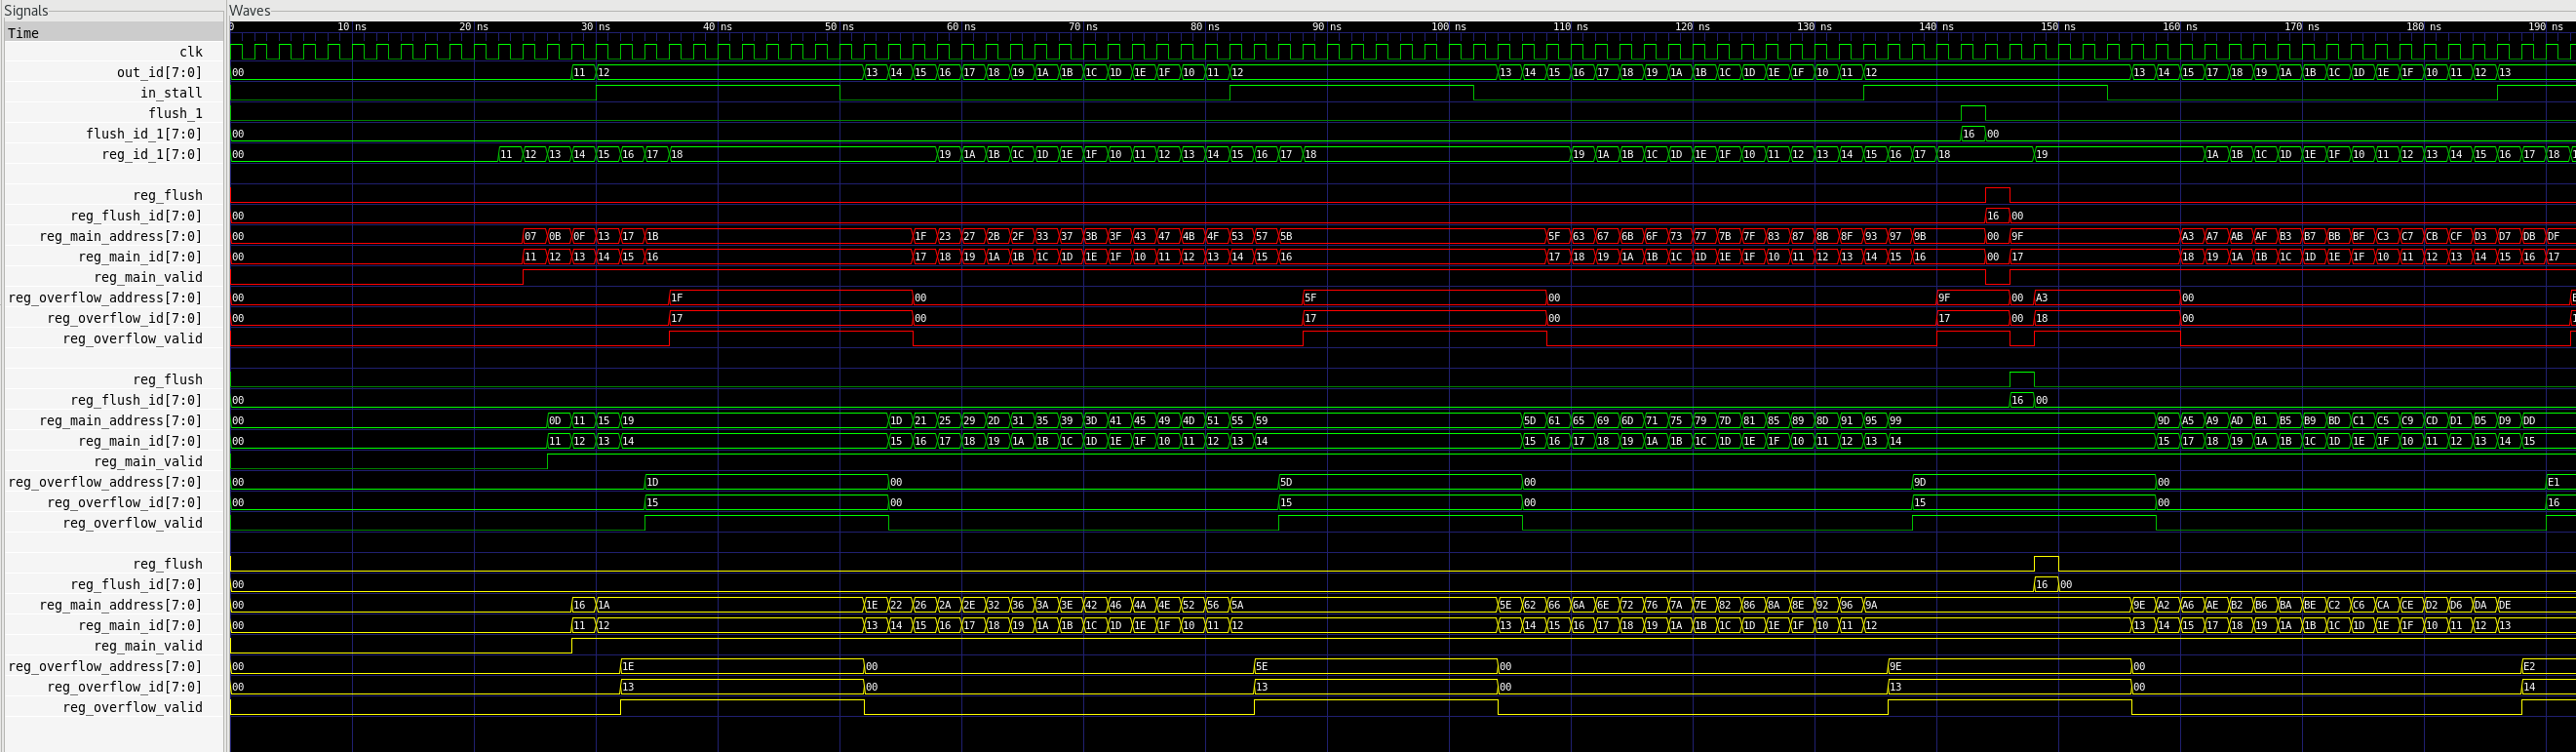 Signals Waves
Time 0 10 ns 20 ns 30 ns 40 ns 50 ns 60 ns 70 ns 80 ns 90 ns 100 ns 110 ns 120 ns 130 ns 140 ns 150 ns 160 ns 170 ns 180 ns 190 ns
clk
out_id[7:0] 00 11 12 13 14 15 16 17 18 19 1A 1B 1C 1D 1E 1F 10 11 12 13 14 15 16 17 18 19 1A 1B 1C 1D 1E 1F 10 11 12 13 14 15 17 18 19 1A 1B 1C 1D 1E 1F 10 11 12 13
in_stall
flush_1
flush_id_1[7:0] 00 16 00
reg_id_1[7:0] 00 11 12 13 14 15 16 17 18 19 1A 1B 1C 1D 1E 1F 10 11 12 13 14 15 16 17 18 19 1A 1B 1C 1D 1E 1F 10 11 12 13 14 15 16 17 18 19 1A 1B 1C 1D 1E 1F 10 11 12 13 14 15 16 17 18
reg_flush
reg_flush_id[7:0] 00 16 00
reg_main_address[7:0] 00 07 0B 0F 13 17 1B 1F 23 27 2B 2F 33 37 3B 3F 43 47 4B 4F 53 57 5B 5F 63 67 6B 6F 73 77 7B 7F 83 87 8B 8F 93 97 9B 00 9F A3 A7 AB AF B3 B7 BB BF C3 C7 CB CF D3 D7 DB DF
reg_main_id[7:0] 00 11 12 13 14 15 16 17 18 19 1A 1B 1C 1D 1E 1F 10 11 12 13 14 15 16 17 18 19 1A 1B 1C 1D 1E 1F 10 11 12 13 14 15 16 00 17 18 19 1A 1B 1C 1D 1E 1F 10 11 12 13 14 15 16 17
reg_main_valid
reg_overflow_address[7:0] 00 1F 00 5F 00 9F 00 A3 00
reg_overflow_id[7:0] 00 17 00 17 00 17 00 18 00
reg_overflow_valid
reg_flush
reg_flush_id[7:0] 00 16 00
reg_main_address[7:0] 00 0D 11 15 19 1D 21 25 29 2D 31 35 39 3D 41 45 49 4D 51 55 59 5D 61 65 69 6D 71 75 79 7D 81 85 89 8D 91 95 99 9D A5 A9 AD B1 B5 B9 BD C1 C5 C9 CD D1 D5 D9 DD
reg_main_id[7:0] 00 11 12 13 14 15 16 17 18 19 1A 1B 1C 1D 1E 1F 10 11 12 13 14 15 16 17 18 19 1A 1B 1C 1D 1E 1F 10 11 12 13 14 15 17 18 19 1A 1B 1C 1D 1E 1F 10 11 12 13 14 15
reg_main_valid
reg_overflow_address[7:0] 00 1D 00 5D 00 9D 00 E1
reg_overflow_id[7:0] 00 15 00 15 00 15 00 16
reg_overflow_valid
reg_flush
reg_flush_id[7:0] 00 16 00
reg_main_address[7:0] 00 16 1A 1E 22 26 2A 2E 32 36 3A 3E 42 46 4A 4E 52 56 5A 5E 62 66 6A 6E 72 76 7A 7E 82 86 8A 8E 92 96 9A 9E A2 A6 AE B2 B6 BA BE C2 C6 CA CE D2 D6 DA DE
reg_main_id[7:0] 00 11 12 13 14 15 16 17 18 19 1A 1B 1C 1D 1E 1F 10 11 12 13 14 15 16 17 18 19 1A 1B 1C 1D 1E 1F 10 11 12 13 14 15 17 18 19 1A 1B 1C 1D 1E 1F 10 11 12 13
reg_main_valid
reg_overflow_address[7:0] 00 1E 00 5E 00 9E 00 E2
reg_overflow_id[7:0] 00 13 00 13 00 13 00 14
reg_overflow_valid